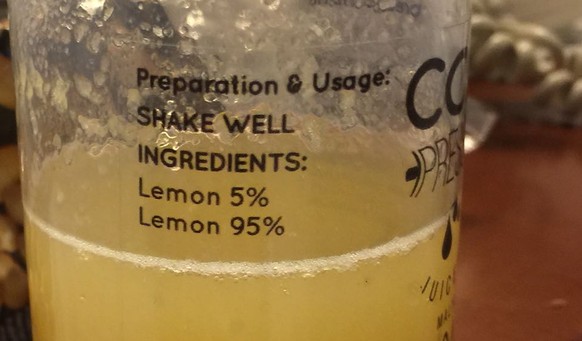 Preparation & Usage:
SHAKE WELL
INGREDIENTS:
Lemon 5%
Lemon 95%